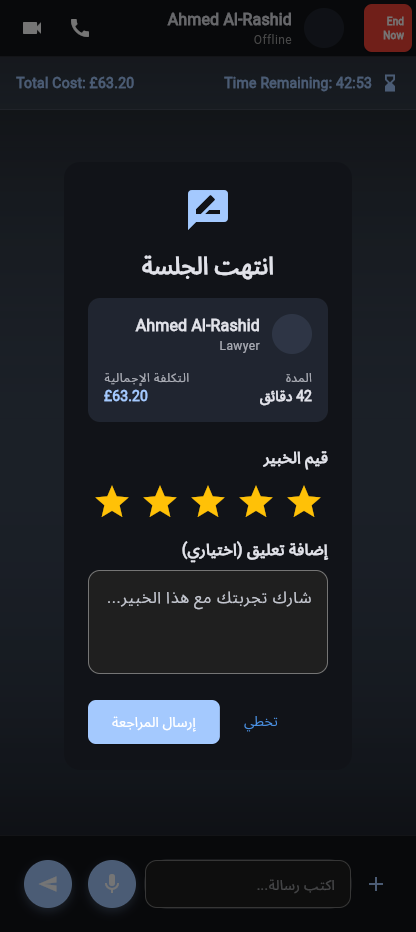 Ahmed Al-Rashid
Offline
End
Now
Total Cost: £63.20
Time Remaining: 42:53
انتهت الجلسة
Ahmed Al-Rashid
Lawyer
المدة
42 دقائق
التكلفة الإجمالية
£63.20
قيم الخبير
إضافة تعليق (اختياري)
شارك تجربتك مع هذا الخبير...
تخطي
إرسال المراجعة
اكتب رسالة...